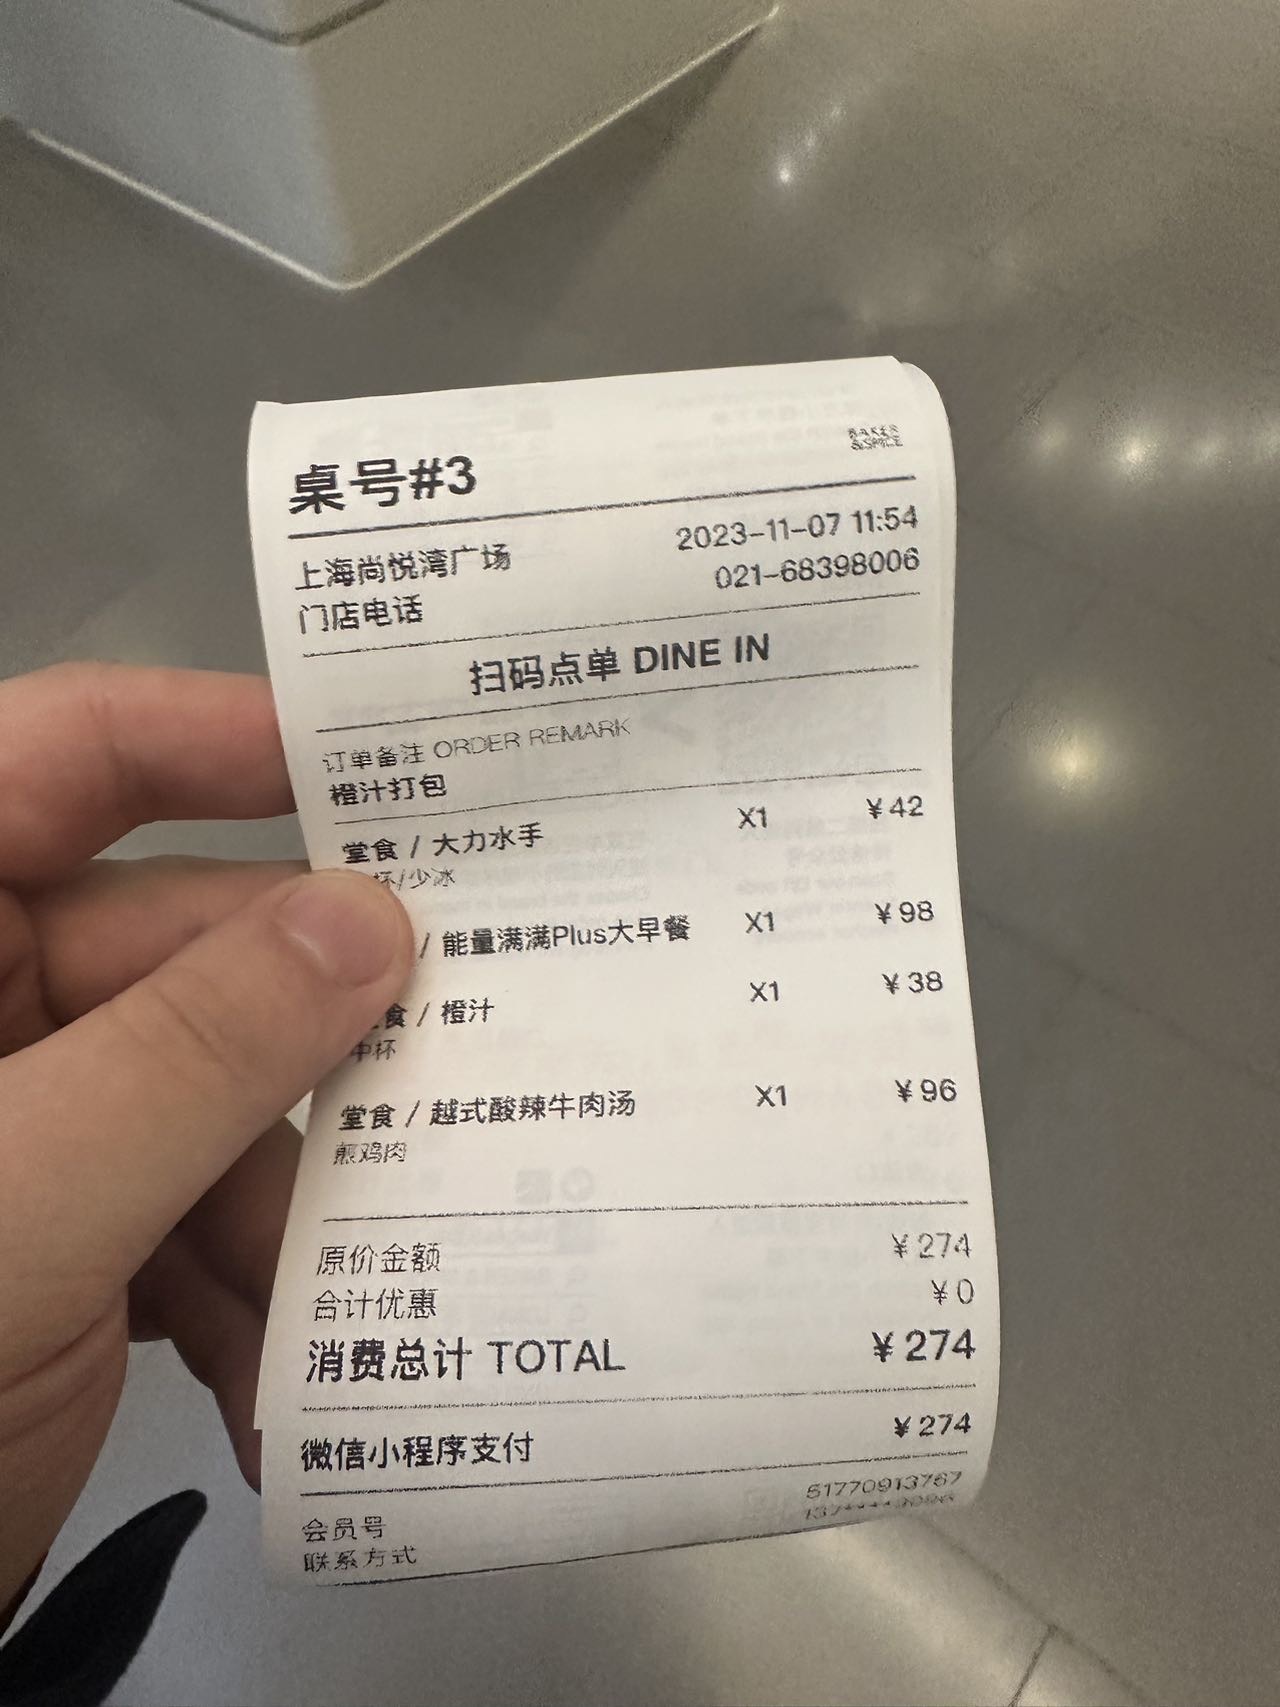 BAKER
&SPICE
桌号#3
上海尚悦湾广场 2023-11-07 11:54
门店电话 021-68398006
扫码点单 DINE IN
订单备注 ORDER REMARK
橙汁打包
堂食 / 大力水手 X1 ¥42
杯/少冰
/ 能量满满Plus大早餐 X1 ¥98
食 / 橙汁 X1 ¥38
中杯
堂食 / 越式酸辣牛肉汤 X1 ¥96
煎鸡肉
原价金额 ¥274
合计优惠 ¥0
消费总计 TOTAL ¥274
微信小程序支付 ¥274
会员号 51770913767
联系方式